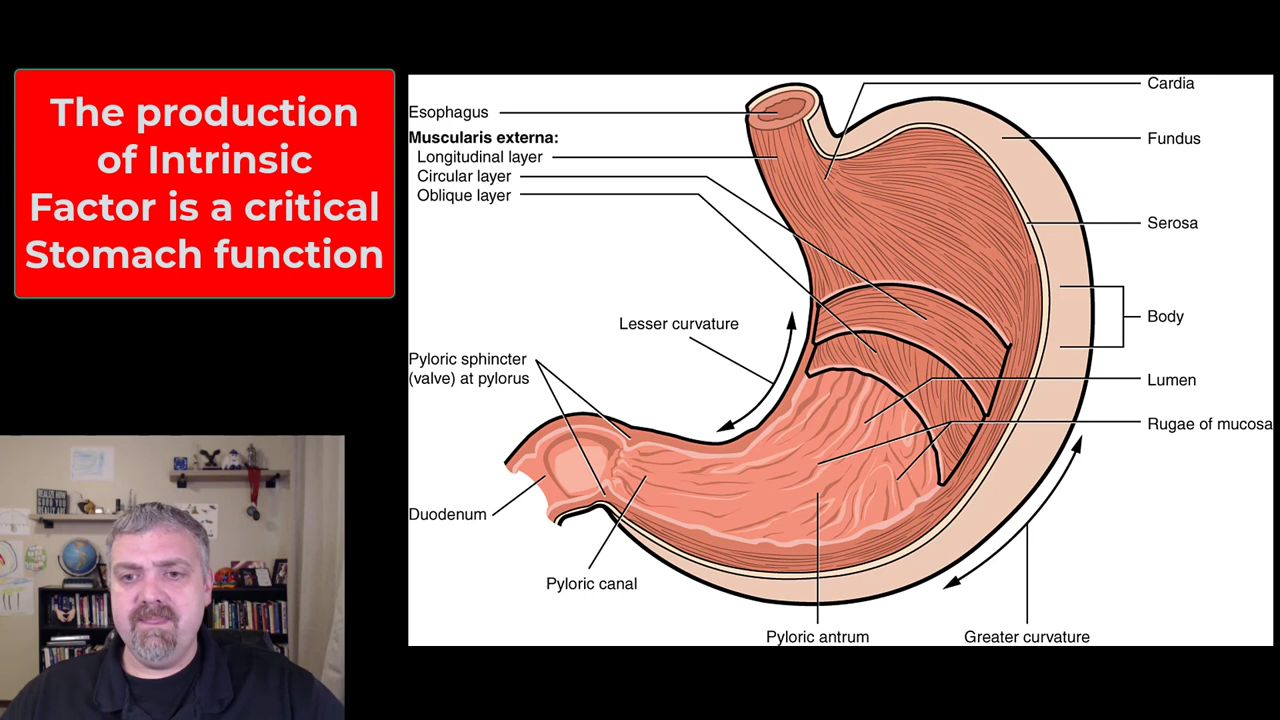 The production
of Intrinsic
Factor is a critical
Stomach function
Esophagus
Muscularis externa:
Longitudinal layer
Circular layer
Oblique layer
Lesser curvature
Pyloric sphincter
(valve) at pylorus
Duodenum
Pyloric canal
Pyloric antrum
Greater curvature
Cardia
Fundus
Serosa
Body
Lumen
Rugae of mucosa